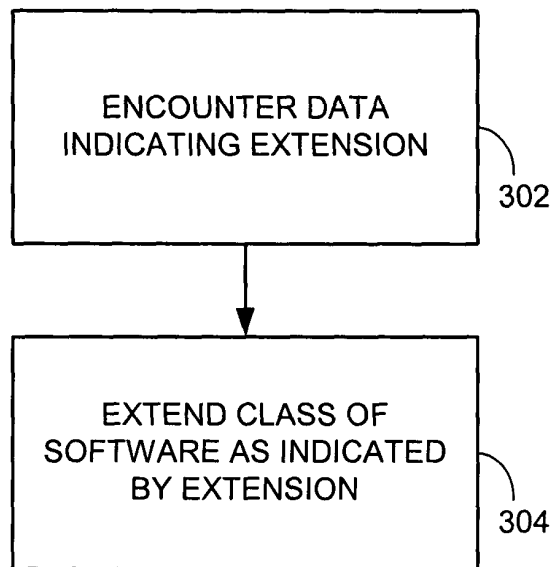 ENCOUNTER DATA
INDICATING EXTENSION
302
EXTEND CLASS OF
SOFTWARE AS INDICATED
BY EXTENSION
304